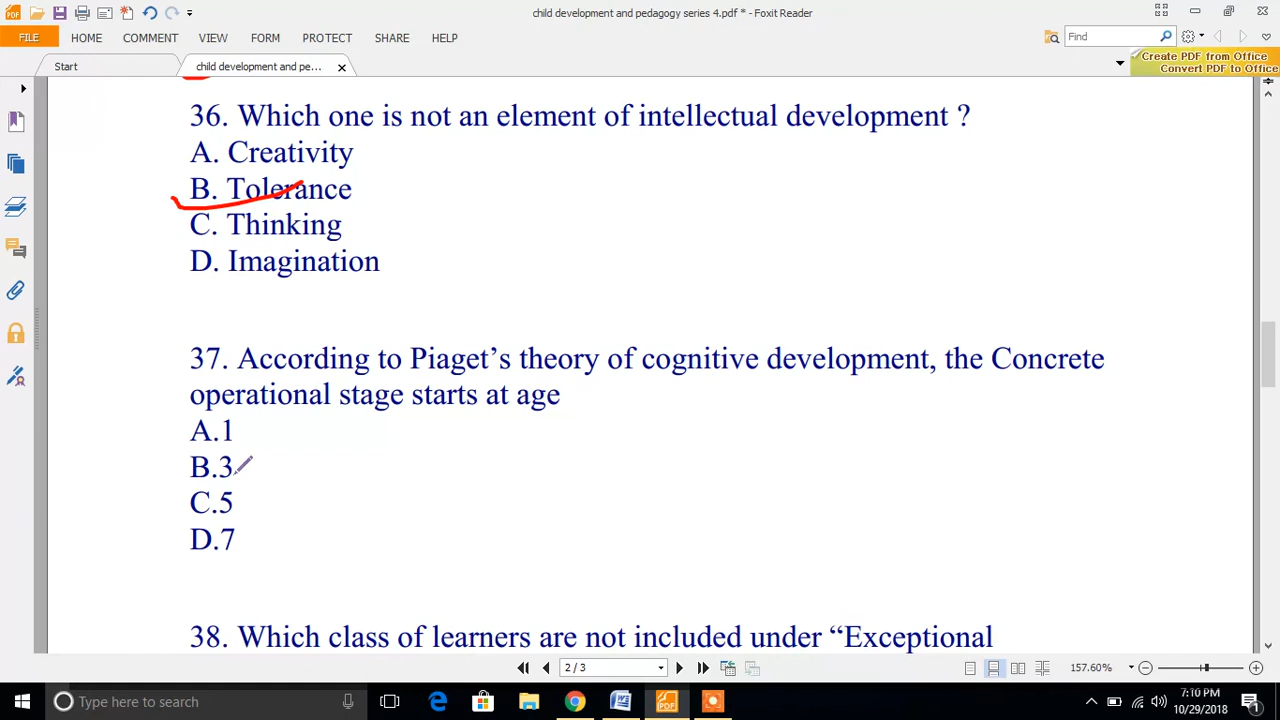 child development and pedagogy series 4.pdf * - Foxit Reader
FILE HOME COMMENT VIEW FORM PROTECT SHARE HELP
Find
Create PDF from Office
Convert PDF to Office
Start
child development and pe...
36. Which one is not an element of intellectual development ?
A. Creativity
B. Tolerance
C. Thinking
D. Imagination
37. According to Piaget’s theory of cognitive development, the Concrete
operational stage starts at age
A.1
B.3
C.5
D.7
38. Which class of learners are not included under “Exceptional
2 / 3
157.60%
Type here to search
7:10 PM
10/29/2018